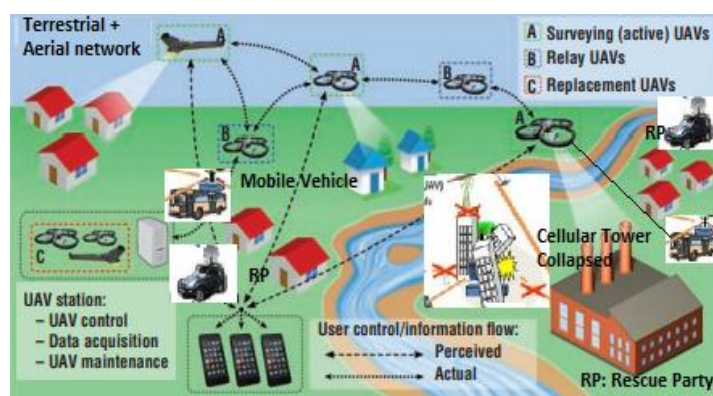 Terrestrial +
Aerial network
A
A
B
A Surveying (active) UAVs
B Relay UAVs
C Replacement UAVs
A
RP
B
Mobile Vehicle
UAV)
Cellular Tower
Collapsed
C
RP
UAV station:
– UAV control
– Data acquisition
– UAV maintenance
User control/information flow:
Perceived
Actual
RP: Rescue Party